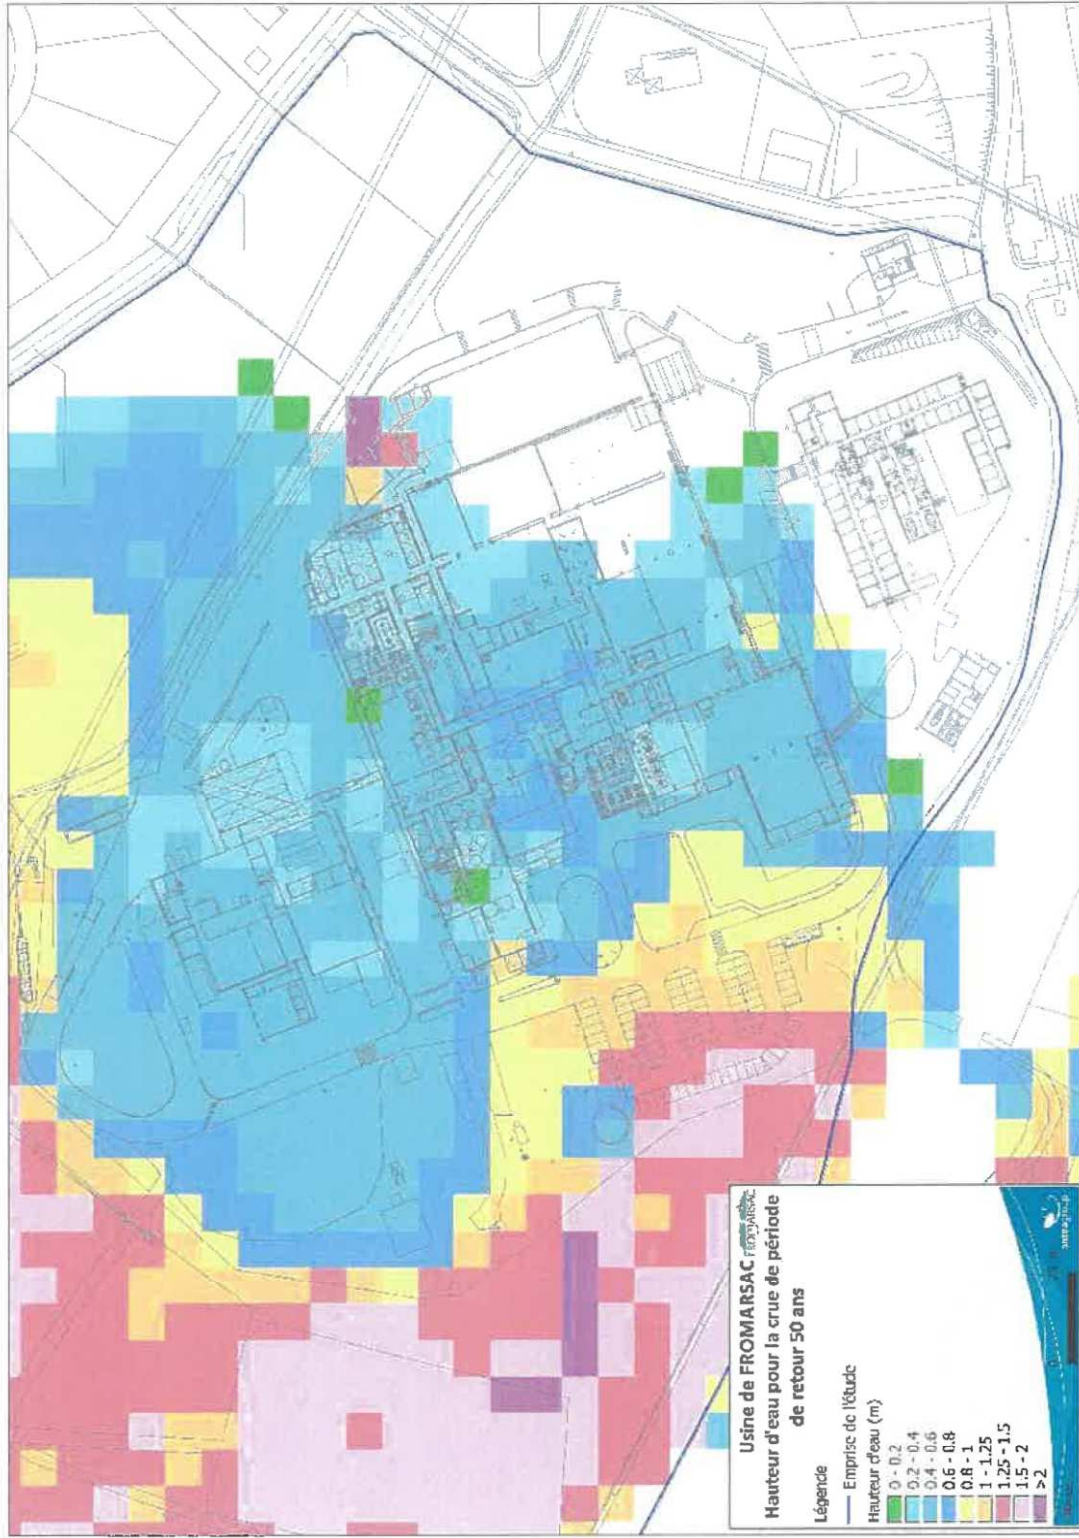 Usine de FROMARSAC
FROMARSAC
Hauteur d'eau pour la crue de période
de retour 50 ans
Légende
Emprise de l'étude
Hauteur d'eau (m)
0 - 0.2
0.2 - 0.4
0.4 - 0.6
0.6 - 0.8
0.8 - 1
1 - 1.25
1.25 - 1.5
1.5 - 2
>2
anteagroup